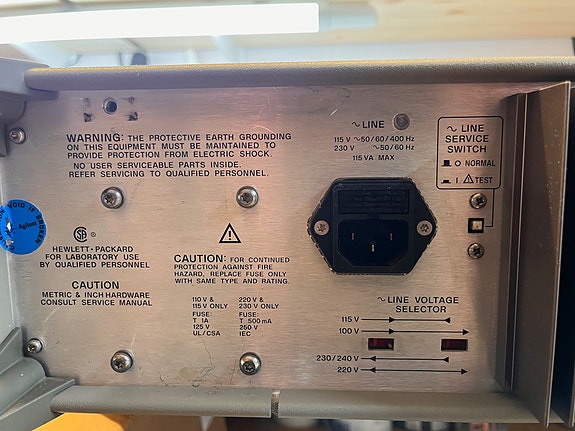 WARNING: THE PROTECTIVE EARTH GROUNDING
ON THIS EQUIPMENT MUST BE MAINTAINED TO
PROVIDE PROTECTION FROM ELECTRIC SHOCK.
NO USER SERVICEABLE PARTS INSIDE.
REFER SERVICING TO QUALIFIED PERSONNEL.
∿ LINE
115 V ∿50/60/400 Hz
230 V ∿50/60 Hz
115 VA MAX
∿ LINE
SERVICE
SWITCH
O NORMAL
I TEST
VOID IF BROKEN
Agilent
SA
HEWLETT-PACKARD
FOR LABORATORY USE
BY QUALIFIED PERSONNEL
CAUTION
METRIC & INCH HARDWARE
CONSULT SERVICE MANUAL
CAUTION: FOR CONTINUED
PROTECTION AGAINST FIRE
HAZARD, REPLACE FUSE ONLY
WITH SAME TYPE AND RATING.
110 V &
115 V ONLY
FUSE:
T 1A
125 V
UL/CSA
220 V &
230 V ONLY
FUSE:
T 500 mA
250 V
IEC
∿ LINE VOLTAGE
SELECTOR
115 V
100 V
230/240 V
220 V